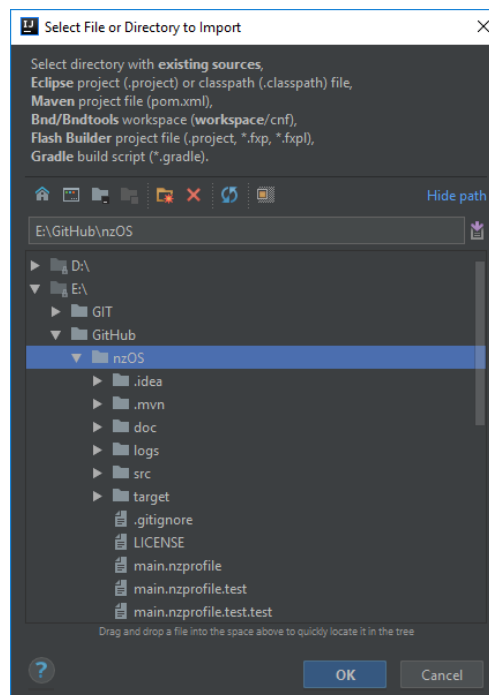 IJ Select File or Directory to Import
Select directory with existing sources,
Eclipse project (.project) or classpath (.classpath) file,
Maven project file (pom.xml),
Bnd/Bndtools workspace (workspace/cnf),
Flash Builder project file (.project, *.fxp, *.fxpl),
Gradle build script (*.gradle).
Hide path
E:\GitHub\nzOS
D:\
E:\
GIT
GitHub
nzOS
.idea
.mvn
doc
logs
src
target
.gitignore
LICENSE
main.nzprofile
main.nzprofile.test
main.nzprofile.test.test
Drag and drop a file into the space above to quickly locate it in the tree
? OK Cancel